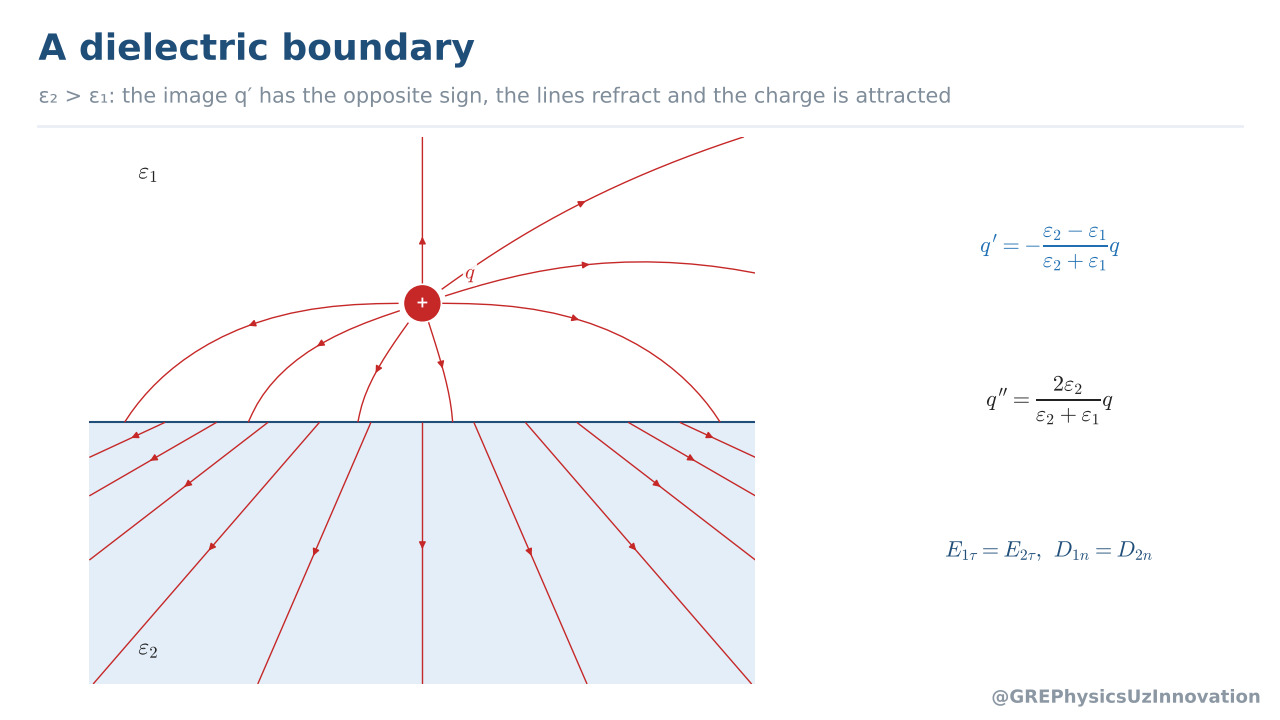 A dielectric boundary
ε₂ > ε₁: the image q′ has the opposite sign, the lines refract and the charge is attracted
ε₁
q
+
ε₂
q′ = −(ε₂ − ε₁)/(ε₂ + ε₁) q
q″ = 2ε₂/(ε₂ + ε₁) q
E₁τ = E₂τ, D₁ₙ = D₂ₙ
@GREPhysicsUzInnovation